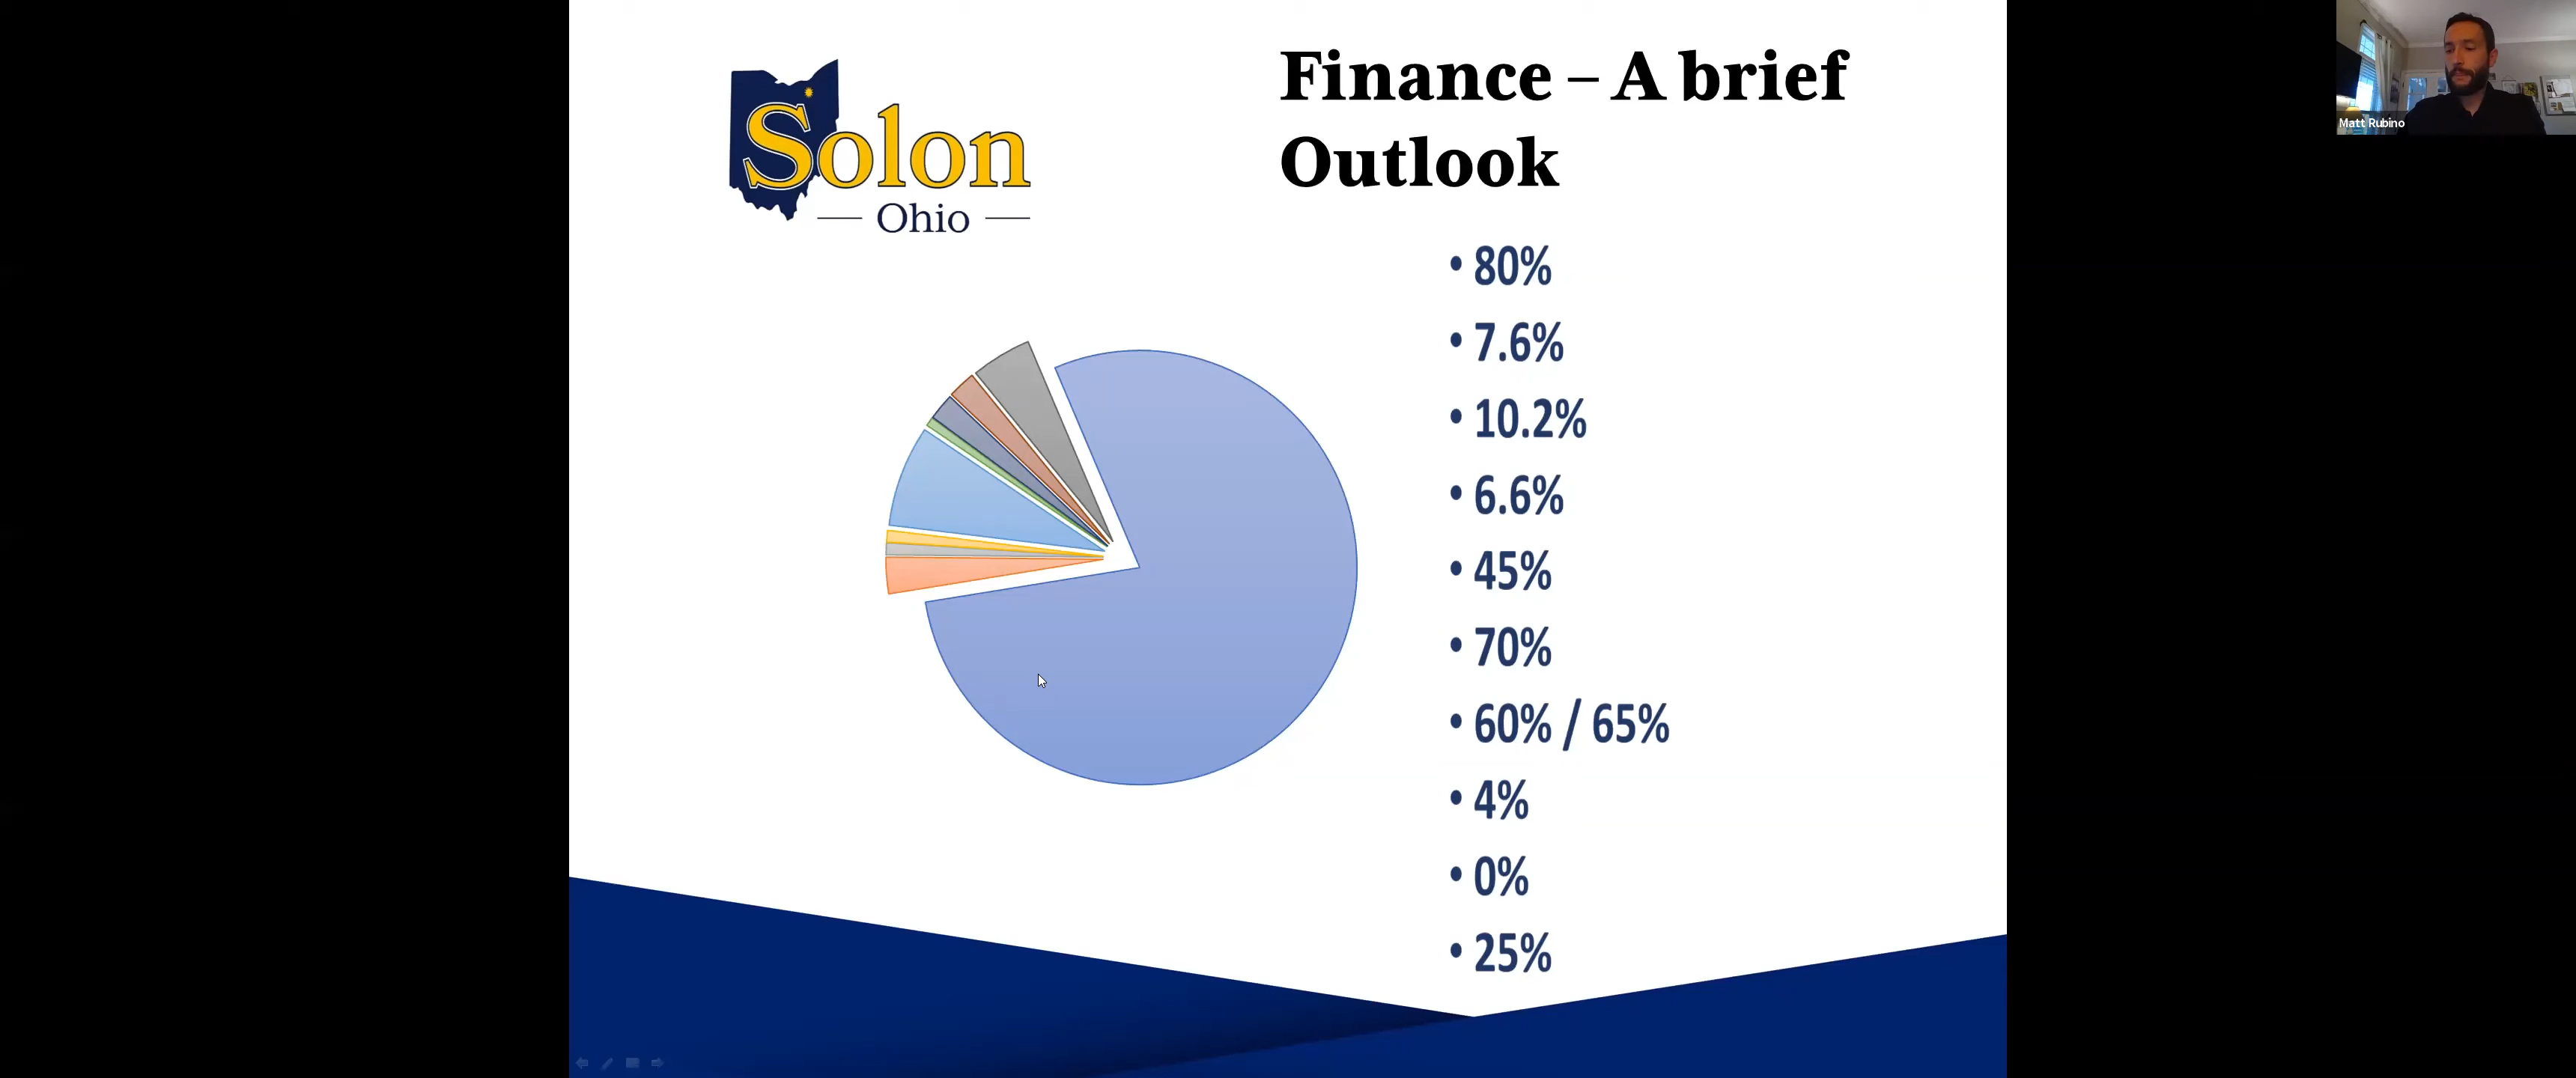 Solon
Ohio
Finance – A brief
Outlook
• 80%
• 7.6%
• 10.2%
• 6.6%
• 45%
• 70%
• 60% / 65%
• 4%
• 0%
• 25%
Matt Rubino